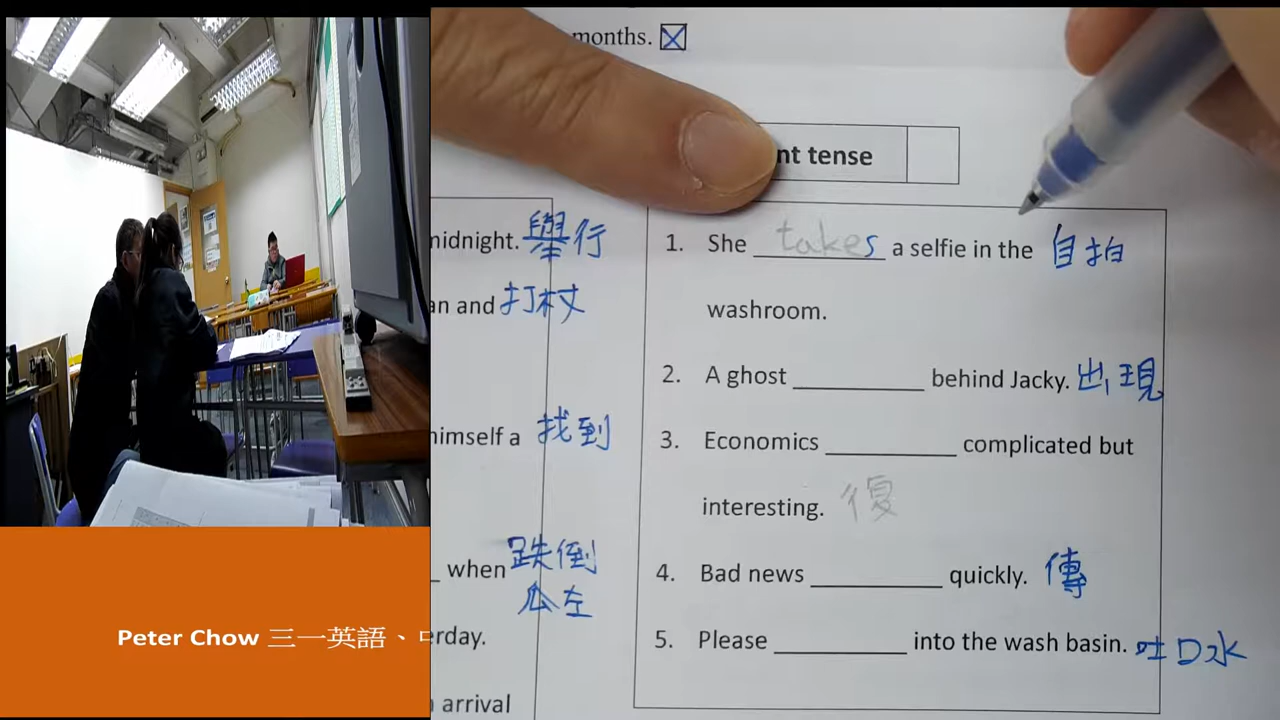 months.
nt tense
midnight. 舉行
an and 打杖
himself a 找到
when 跌倒
瓜左
rday.
arrival
1. She takes a selfie in the 自拍
washroom.
2. A ghost __________ behind Jacky. 出現
3. Economics __________ complicated but
interesting. 復
4. Bad news __________ quickly. 傳
5. Please __________ into the wash basin. 吐口水
Peter Chow 三一英語、